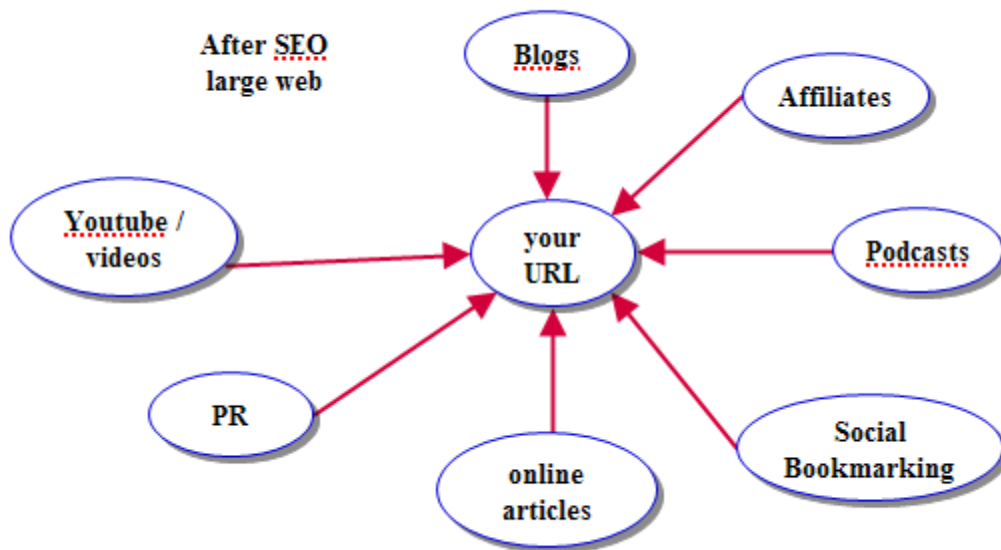 After SEO
large web
Blogs
Affiliates
Youtube /
videos
your
URL
Podcasts
PR
online
articles
Social
Bookmarking